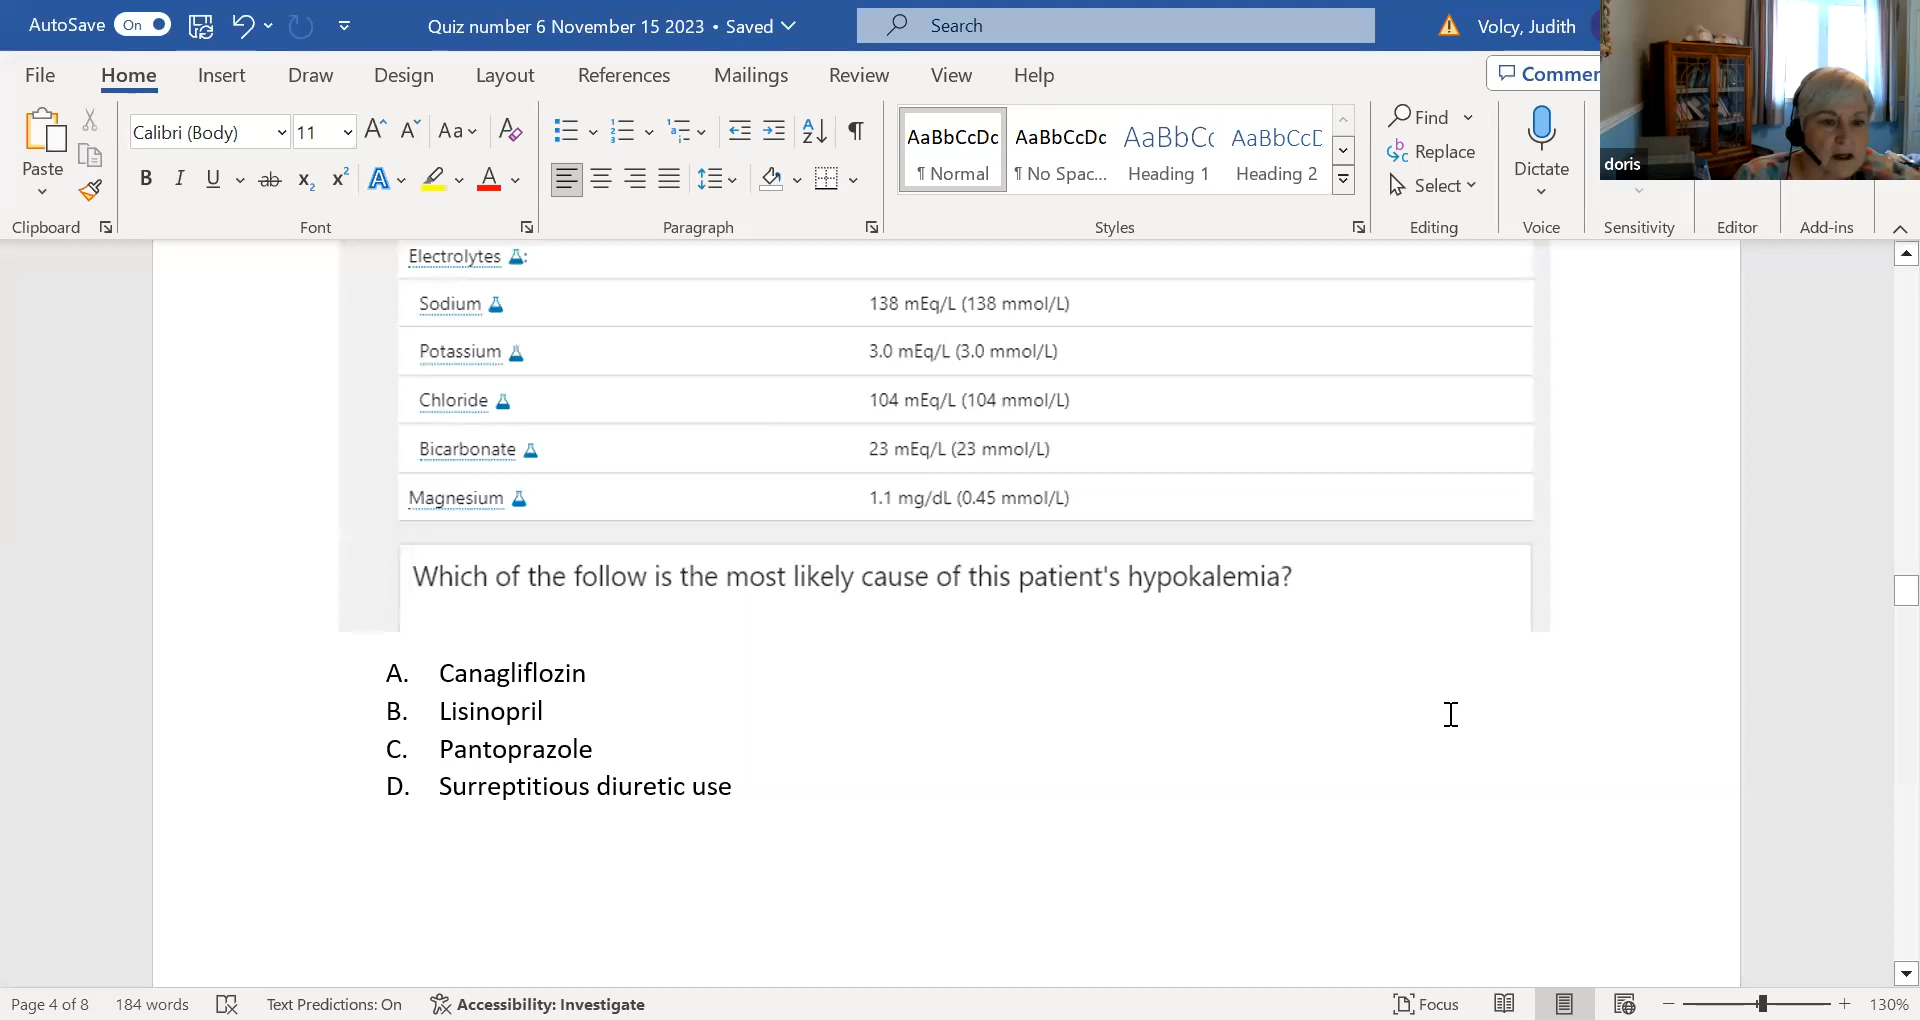 AutoSave On Quiz number 6 November 15 2023 • Saved Search Volcy, Judith
File Home Insert Draw Design Layout References Mailings Review View Help Commer
doris
Paste
Calibri (Body) 11 Aa
AaBbCcDc AaBbCcDc AaBbCc AaBbCcD
¶ Normal ¶ No Spac... Heading 1 Heading 2
Find
Replace
Select
Dictate
Clipboard Font Paragraph Styles Editing Voice Sensitivity Editor Add-ins
Electrolytes :
Sodium 138 mEq/L (138 mmol/L)
Potassium 3.0 mEq/L (3.0 mmol/L)
Chloride 104 mEq/L (104 mmol/L)
Bicarbonate 23 mEq/L (23 mmol/L)
Magnesium 1.1 mg/dL (0.45 mmol/L)
Which of the follow is the most likely cause of this patient's hypokalemia?
A. Canagliflozin
B. Lisinopril
C. Pantoprazole
D. Surreptitious diuretic use
Page 4 of 8 184 words Text Predictions: On Accessibility: Investigate Focus 130%